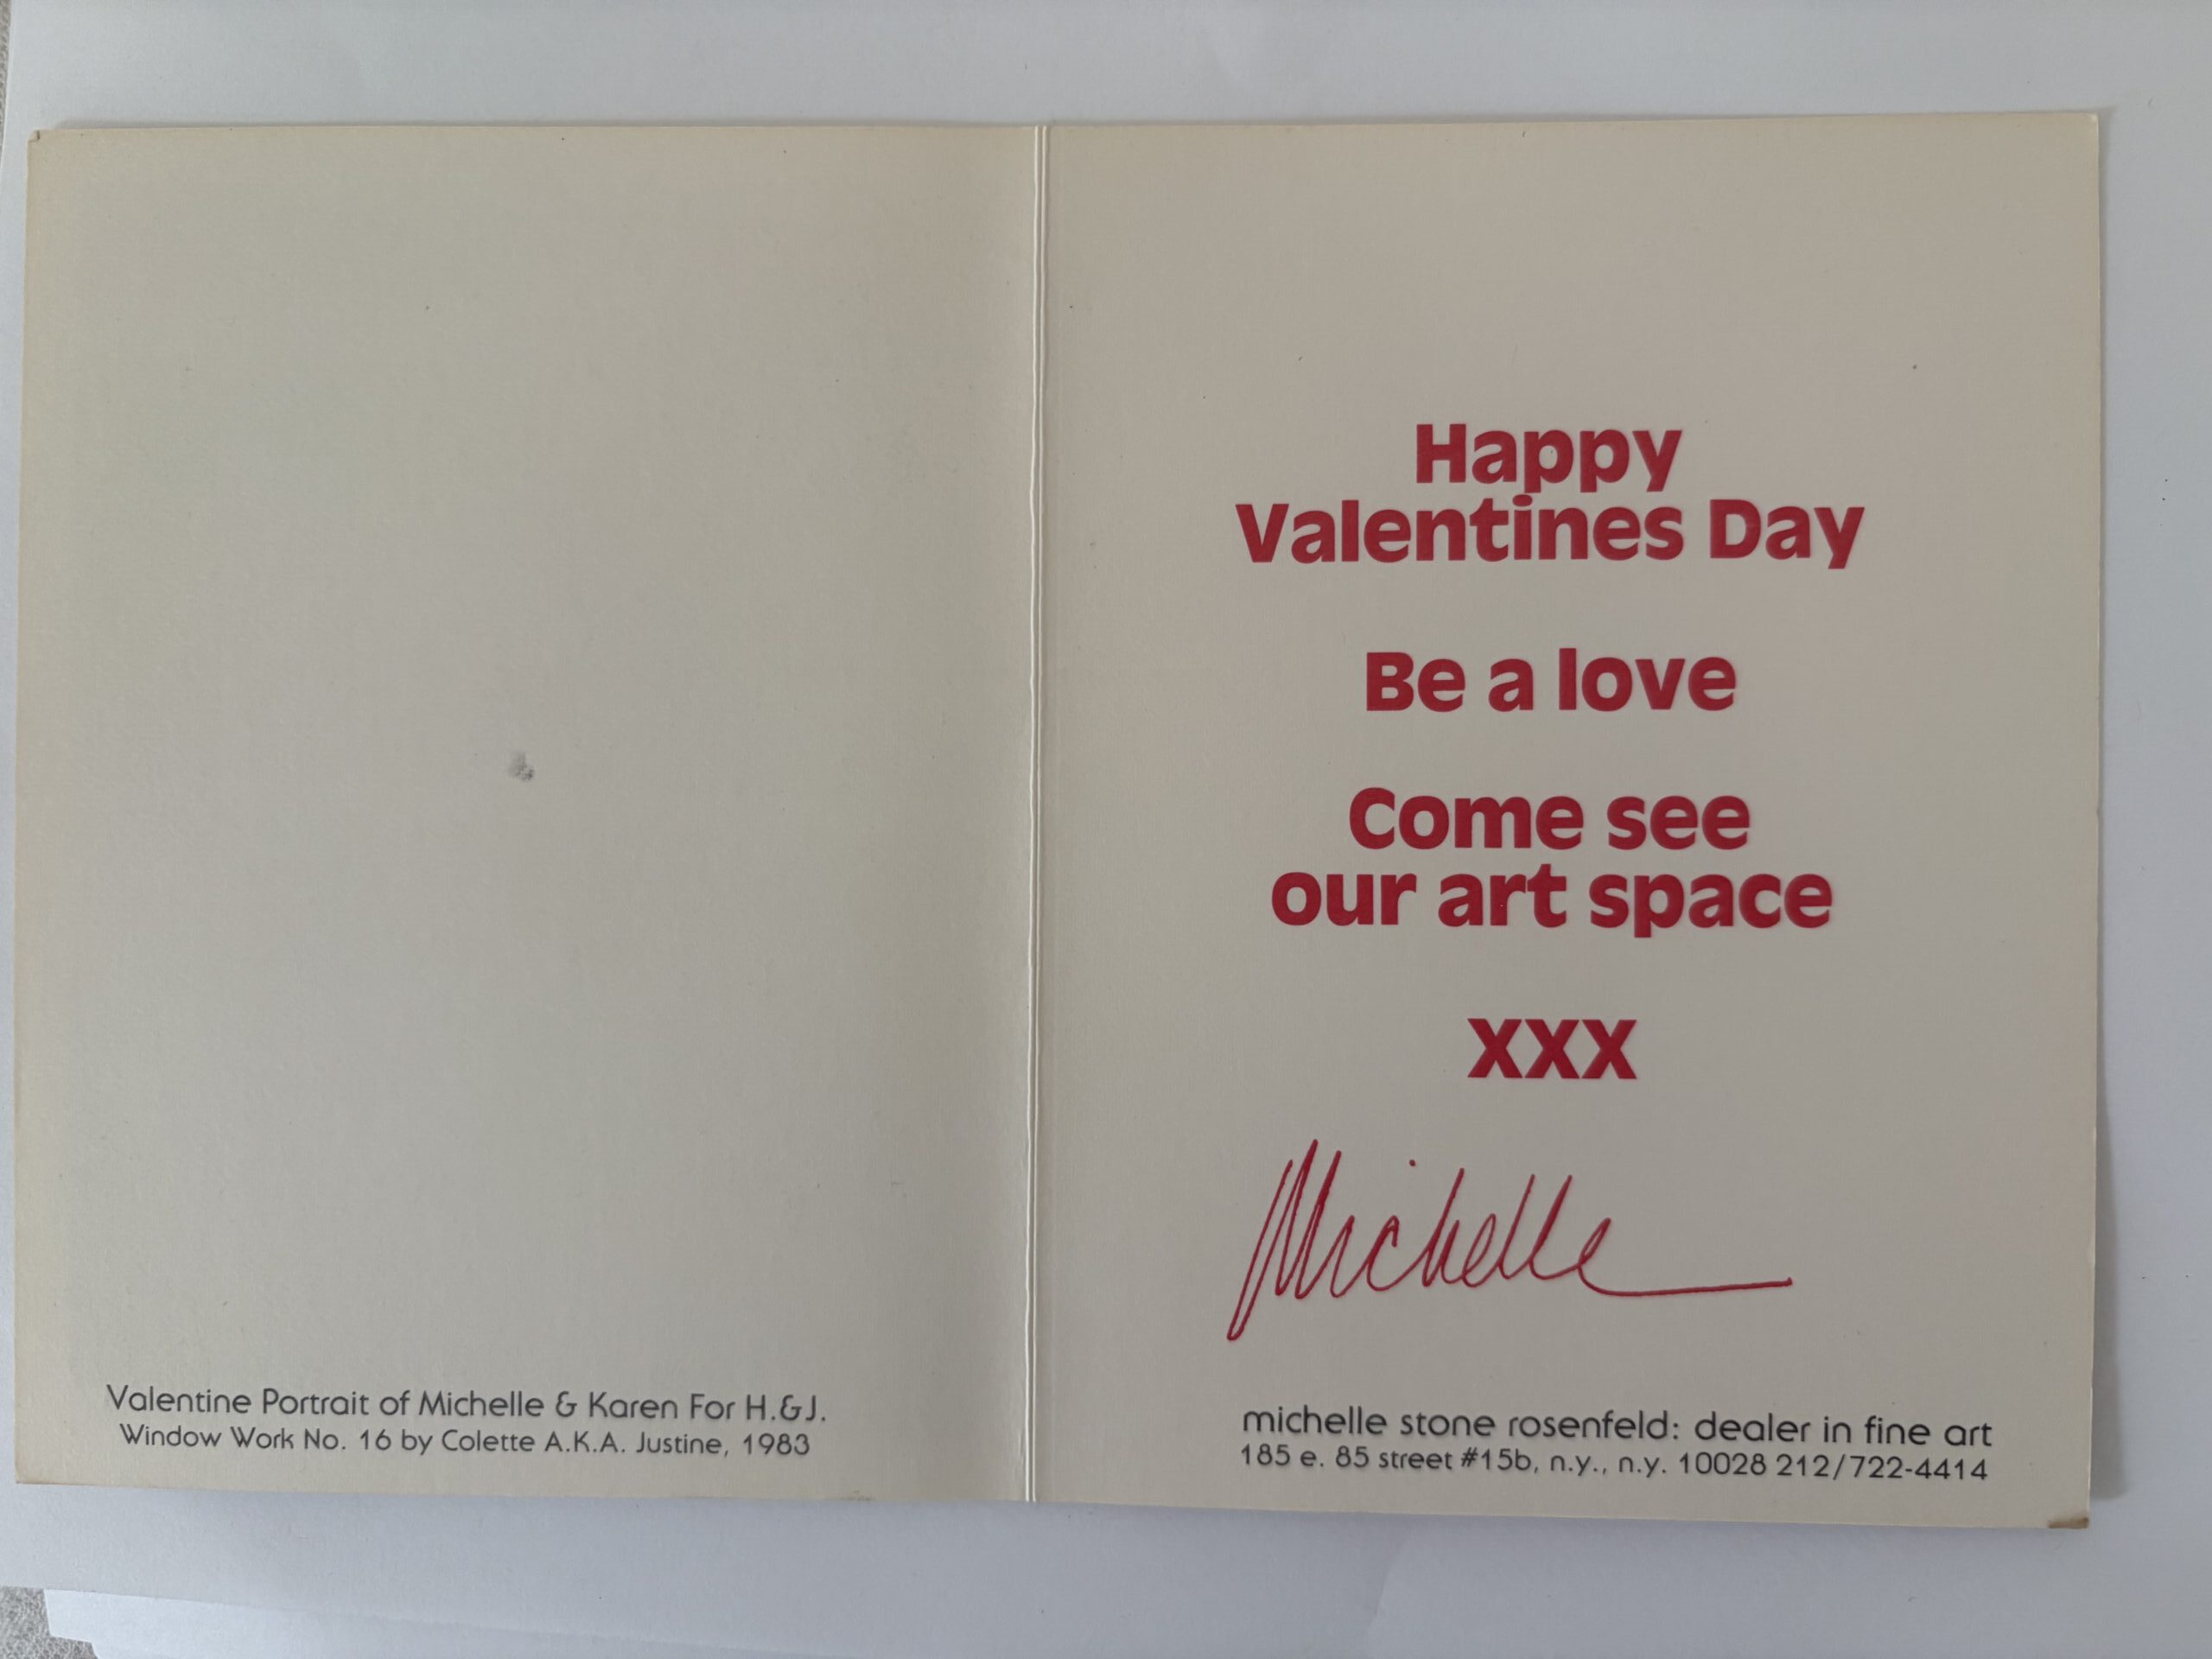 Valentine Portrait of Michelle & Karen For H.&J.
Window Work No. 16 by Colette A.K.A. Justine, 1983
Happy
Valentines Day
Be a love
Come see
our art space
XXX
Michelle
michelle stone rosenfeld: dealer in fine art
185 e. 85 street #15b, n.y., n.y. 10028 212/722-4414